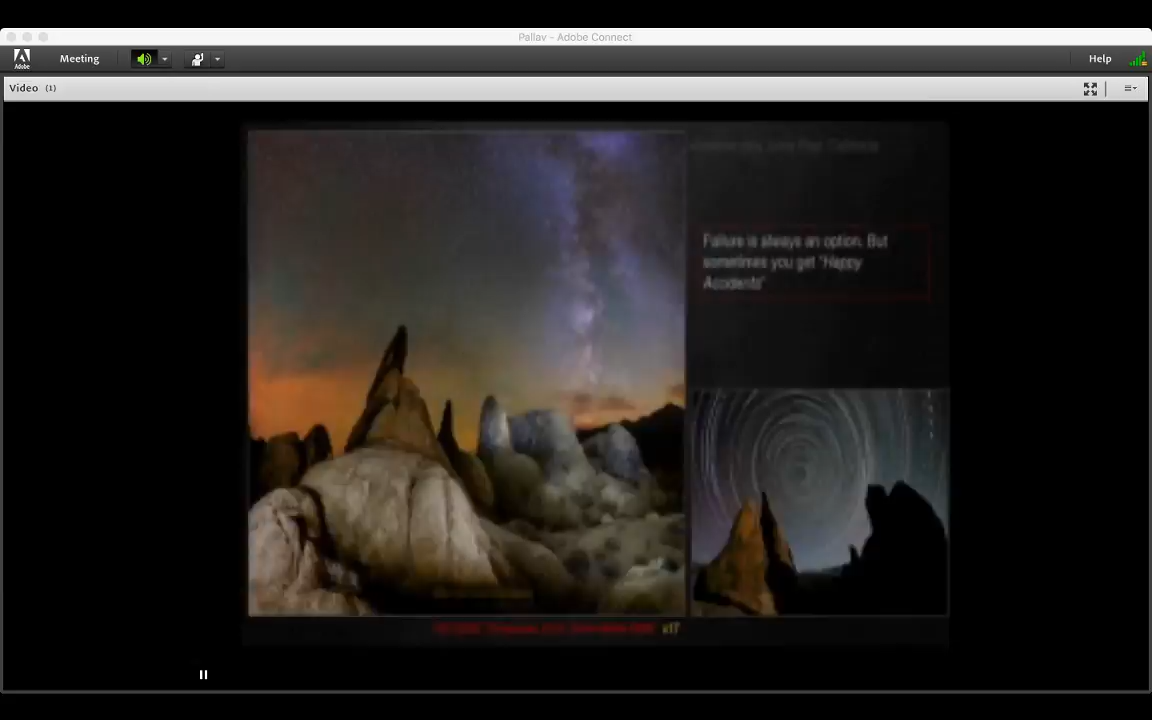 Pallav - Adobe Connect
Adobe
Meeting
Help
Video (1)
Failure is always an option. But
sometimes you get "Happy
Accidents"